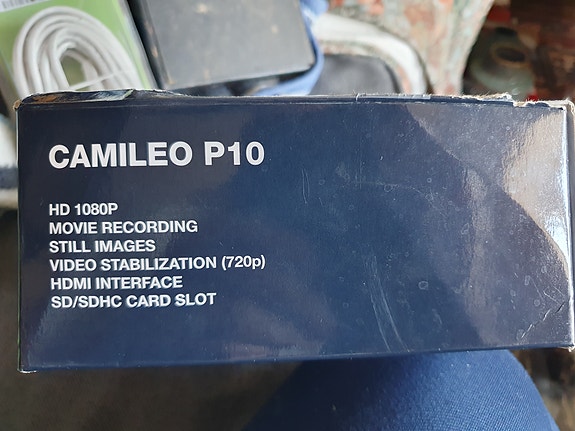 CAMILEO P10
HD 1080P
MOVIE RECORDING
STILL IMAGES
VIDEO STABILIZATION (720p)
HDMI INTERFACE
SD/SDHC CARD SLOT